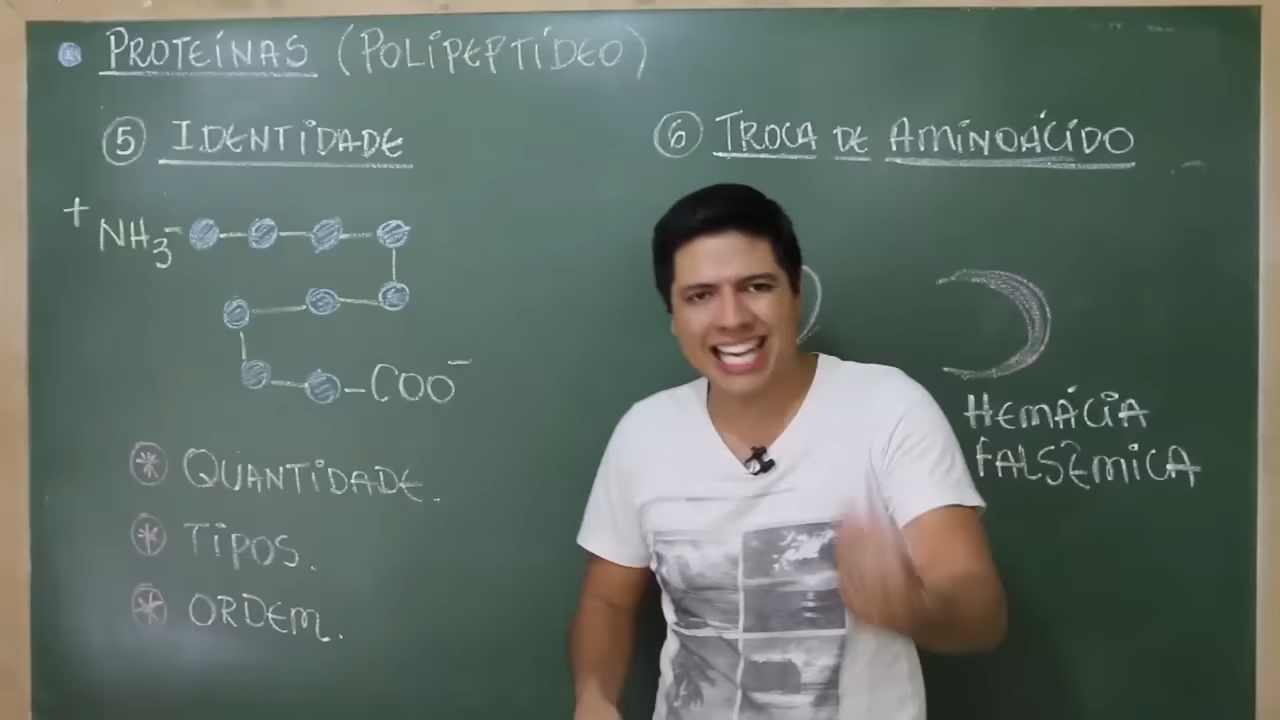 PROTEÍNAS (POLIPEPTÍDEO)
5 IDENTIDADE
+NH3-
-COO-
* QUANTIDADE.
* TIPOS.
* ORDEM.
6 TROCA DE AMINOÁCIDO
HEMÁCIA
FALSÊMICA